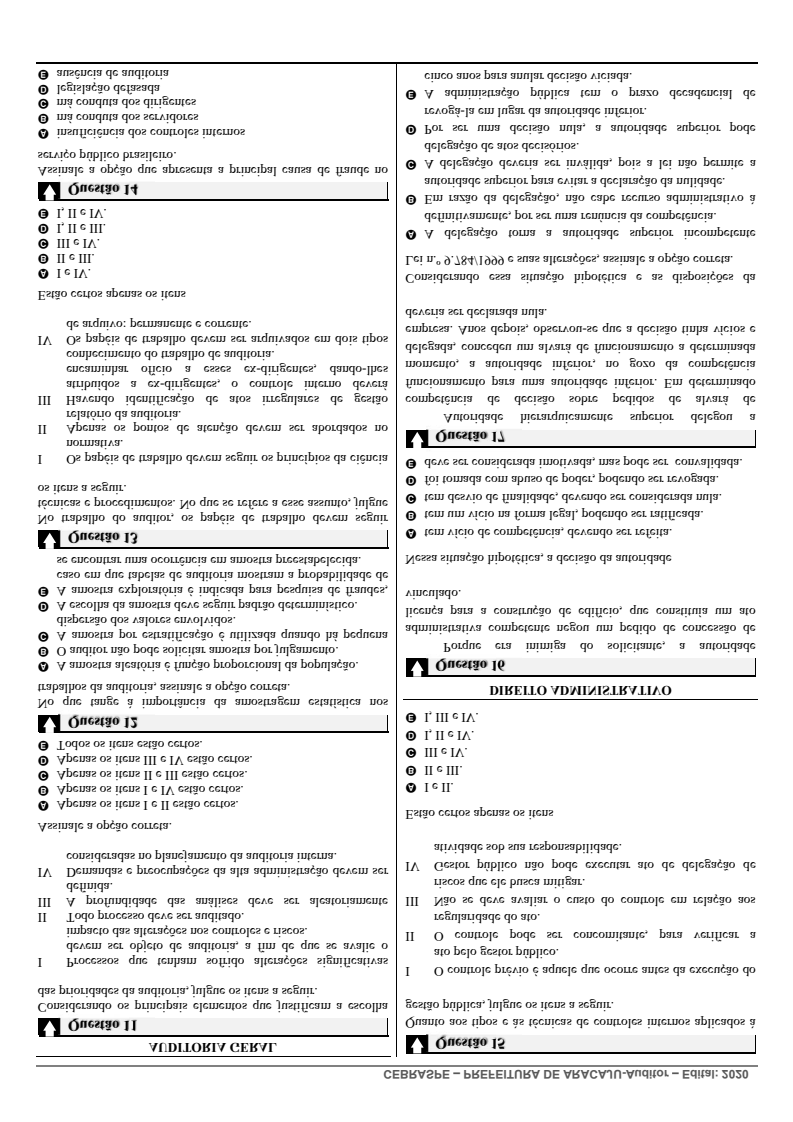 CEBRASPE – PREFEITURA DE ARACAJU-Auditor – Edital: 2020
AUDITORIA GERAL
Questão 11
Considerando os principais elementos que justificam a escolha
das prioridades da auditoria, julgue os itens a seguir.
I Processos que tenham sofrido alterações significativas
devem ser objeto de auditoria, a fim de que se avalie o
impacto das alterações nos controles e riscos.
II Todo processo deve ser auditado.
III A profundidade das análises deve ser aleatoriamente
definida.
IV Demandas e preocupações da alta administração devem ser
consideradas no planejamento da auditoria interna.
Assinale a opção correta.
A Apenas os itens I e II estão certos.
B Apenas os itens I e IV estão certos.
C Apenas os itens II e III estão certos.
D Apenas os itens III e IV estão certos.
E Todos os itens estão certos.
Questão 12
No que tange à importância da amostragem estatística nos
trabalhos da auditoria, assinale a opção correta.
A A amostra aleatória é função proporcional da população.
B O auditor não pode solicitar amostra por julgamento.
C A amostra por estratificação é utilizada quando há pequena
dispersão dos valores envolvidos.
D A escolha da amostra deve seguir padrão determinístico.
E A amostra exploratória é indicada para pesquisa de fraudes,
caso em que tabelas de auditoria mostram a probabilidade de
se encontrar uma ocorrência em amostra preestabelecida.
Questão 13
No trabalho do auditor, os papéis de trabalho devem seguir
técnicas e procedimentos. No que se refere a esse assunto, julgue
os itens a seguir.
I Os papéis de trabalho devem seguir os princípios da ciência
normativa.
II Apenas os pontos de atenção devem ser abordados no
relatório da auditoria.
III Havendo identificação de atos irregulares de gestão
atribuídos a ex-dirigentes, o controle interno deverá
encaminhar ofício a esses ex-dirigentes, dando-lhes
conhecimento do trabalho de auditoria.
IV Os papéis de trabalho devem ser arquivados em dois tipos
de arquivo: permanente e corrente.
Estão certos apenas os itens
A I e IV.
B II e III.
C III e IV.
D I, II e III.
E I, II e IV.
Questão 14
Assinale a opção que apresenta a principal causa de fraude no
serviço público brasileiro.
A insuficiência dos controles internos
B má conduta dos servidores
C má conduta dos dirigentes
D legislação defasada
E ausência de auditoria
Questão 15
Quanto aos tipos e às técnicas de controles internos aplicados à
gestão pública, julgue os itens a seguir.
I O controle prévio é aquele que ocorre antes da execução do
ato pelo gestor público.
II O controle pode ser concomitante, para verificar a
regularidade do ato.
III Não se deve avaliar o custo do controle em relação aos
riscos que ele busca mitigar.
IV Gestor público não pode executar ato de delegação de
atividade sob sua responsabilidade.
Estão certos apenas os itens
A I e II.
B II e III.
C III e IV.
D I, II e IV.
E I, III e IV.
DIREITO ADMINISTRATIVO
Questão 16
Porque era inimiga do solicitante, a autoridade
administrativa competente negou um pedido de concessão de
licença para a construção de edifício, que constituía um ato
vinculado.
Nessa situação hipotética, a decisão da autoridade
A tem vício de competência, devendo ser refeita.
B tem um vício na forma legal, podendo ser ratificada.
C tem desvio de finalidade, devendo ser considerada nula.
D foi tomada com abuso de poder, podendo ser revogada.
E deve ser considerada imotivada, mas pode ser convalidada.
Questão 17
Autoridade hierarquicamente superior delegou a
competência de decisão sobre pedidos de alvará de
funcionamento para uma autoridade inferior. Em determinado
momento, a autoridade inferior, no gozo da competência
delegada, concedeu um alvará de funcionamento a determinada
empresa. Anos depois, observou-se que a decisão tinha vícios e
deveria ser declarada nula.
Considerando essa situação hipotética e as disposições da
Lei n.º 9.784/1999 e suas alterações, assinale a opção correta.
A A delegação torna a autoridade superior incompetente
definitivamente, por ser uma renúncia da competência.
B Em razão da delegação, não cabe recurso administrativo à
autoridade superior para evitar a declaração da nulidade.
C A delegação deveria ser inválida, pois a lei não permite a
delegação de atos decisórios.
D Por ser uma decisão nula, a autoridade superior pode
revogá-la em lugar da autoridade inferior.
E A administração pública tem o prazo decadencial de
cinco anos para anular decisão viciada.